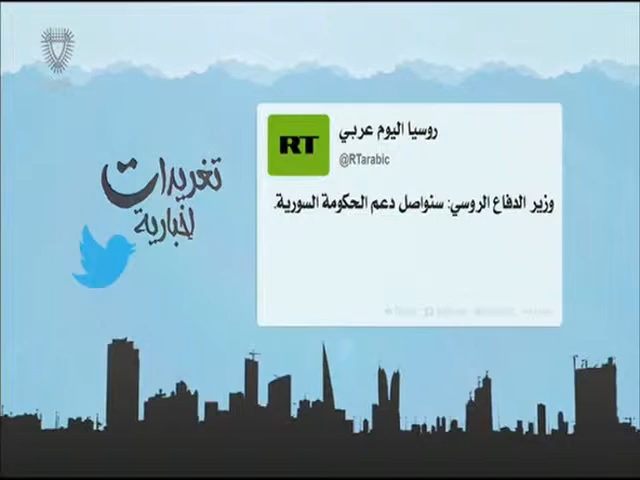 تغريدات
إخبارية
RT
روسيا اليوم عربي
@RTarabic
وزير الدفاع الروسي: سنواصل دعم الحكومة السورية.